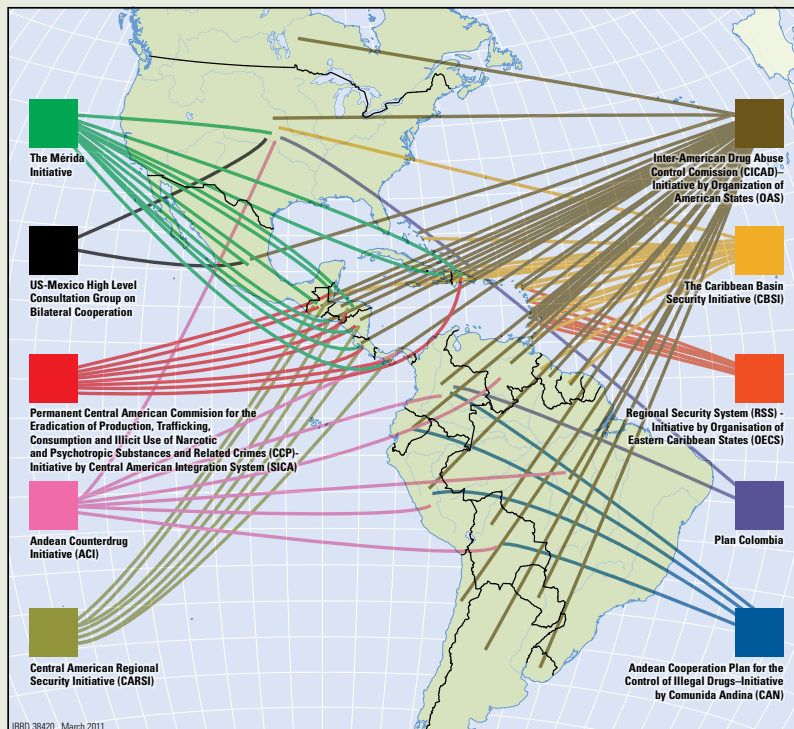 The Mérida
Initiative
US-Mexico High Level
Consultation Group on
Bilateral Cooperation
Permanent Central American Commision for the
Eradication of Production, Trafficking,
Consumption and Illicit Use of Narcotic
and Psychotropic Substances and Related Crimes (CCP)-
Initiative by Central American Integration System (SICA)
Andean Counterdrug
Initiative (ACI)
Central American Regional
Security Initiative (CARSI)
Inter-American Drug Abuse
Control Comission (CICAD)–
Initiative by Organization of
American States (OAS)
The Caribbean Basin
Security Initiative (CBSI)
Regional Security System (RSS) -
Initiative by Organisation of
Eastern Caribbean States (OECS)
Plan Colombia
Andean Cooperation Plan for the
Control of Illegal Drugs–Initiative
by Comunida Andina (CAN)
IBRD 38420 March 2011